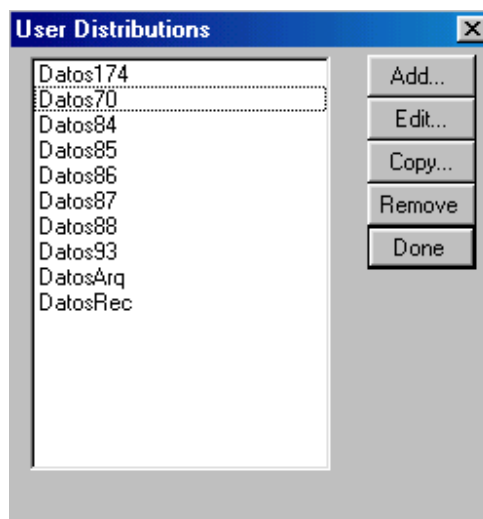 User Distributions
Datos174
Datos70
Datos84
Datos85
Datos86
Datos87
Datos88
Datos93
DatosArq
DatosRec
Add...
Edit...
Copy...
Remove
Done